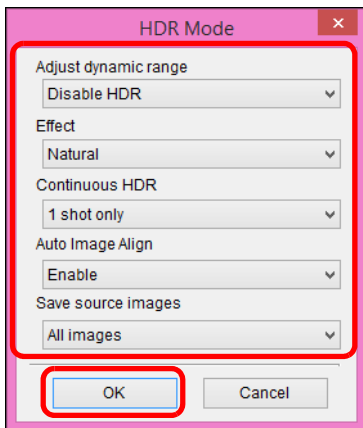 HDR Mode
Adjust dynamic range
Disable HDR
Effect
Natural
Continuous HDR
1 shot only
Auto Image Align
Enable
Save source images
All images
OK Cancel